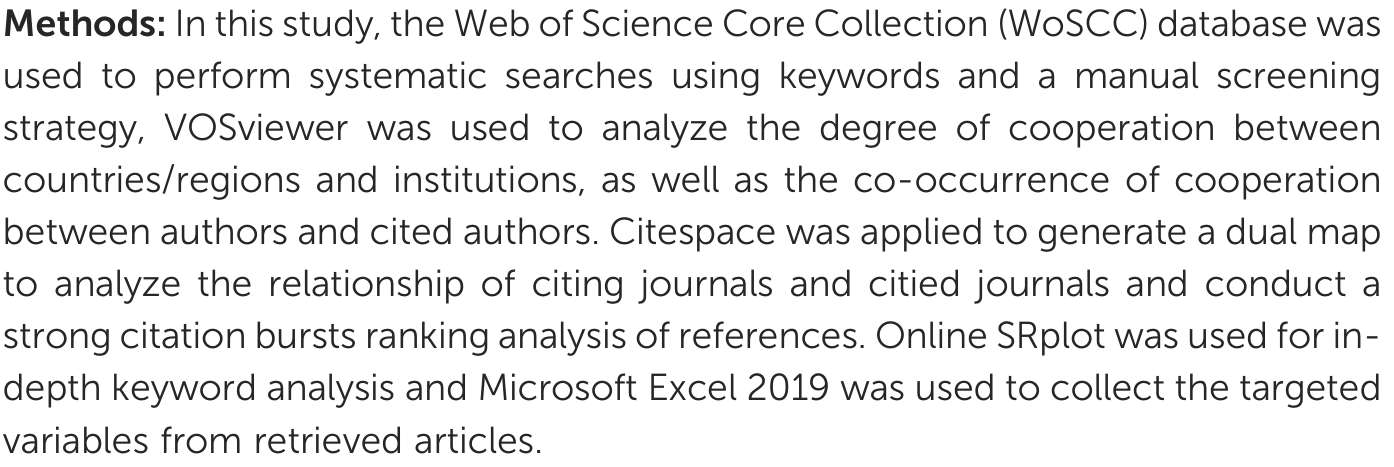 Methods: In this study, the Web of Science Core Collection (WoSCC) database was
used to perform systematic searches using keywords and a manual screening
strategy, VOSviewer was used to analyze the degree of cooperation between
countries/regions and institutions, as well as the co-occurrence of cooperation
between authors and cited authors. Citespace was applied to generate a dual map
to analyze the relationship of citing journals and citied journals and conduct a
strong citation bursts ranking analysis of references. Online SRplot was used for in-
depth keyword analysis and Microsoft Excel 2019 was used to collect the targeted
variables from retrieved articles.